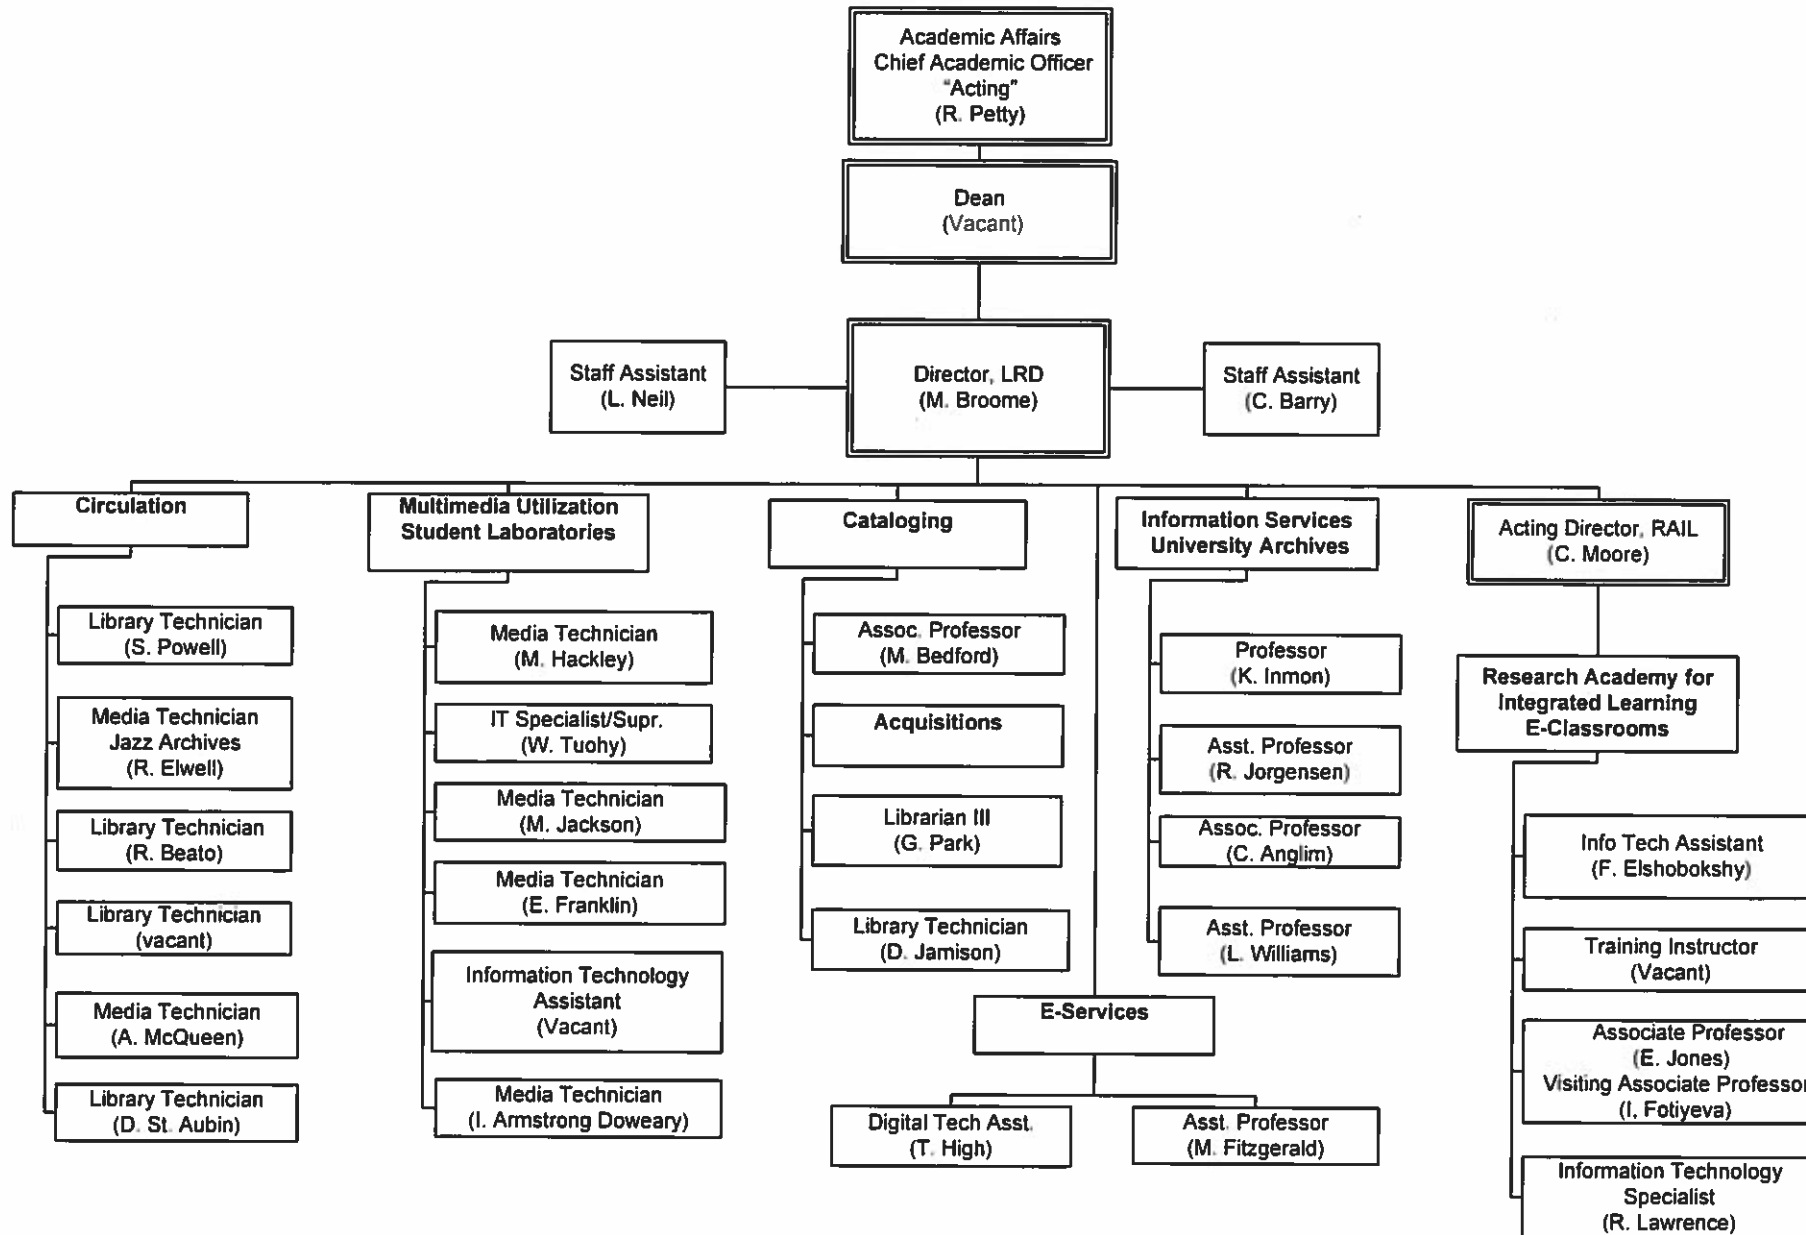 Academic Affairs
Chief Academic Officer
"Acting"
(R. Petty)
Dean
(Vacant)
Staff Assistant
(L. Neil)
Director, LRD
(M. Broome)
Staff Assistant
(C. Barry)
Circulation
Library Technician
(S. Powell)
Media Technician
Jazz Archives
(R. Elwell)
Library Technician
(R. Beato)
Library Technician
(vacant)
Media Technician
(A. McQueen)
Library Technician
(D. St. Aubin)
Multimedia Utilization
Student Laboratories
Media Technician
(M. Hackley)
IT Specialist/Supr.
(W. Tuohy)
Media Technician
(M. Jackson)
Media Technician
(E. Franklin)
Information Technology
Assistant
(Vacant)
Media Technician
(I. Armstrong Doweary)
Cataloging
Assoc. Professor
(M. Bedford)
Acquisitions
Librarian III
(G. Park)
Library Technician
(D. Jamison)
E-Services
Digital Tech Asst.
(T. High)
Asst. Professor
(M. Fitzgerald)
Information Services
University Archives
Professor
(K. Inmon)
Asst. Professor
(R. Jorgensen)
Assoc. Professor
(C. Anglim)
Asst. Professor
(L. Williams)
Acting Director, RAIL
(C. Moore)
Research Academy for
Integrated Learning
E-Classrooms
Info Tech Assistant
(F. Elshobokshy)
Training Instructor
(Vacant)
Associate Professor
(E. Jones)
Visiting Associate Professor
(I. Fotiyeva)
Information Technology
Specialist
(R. Lawrence)